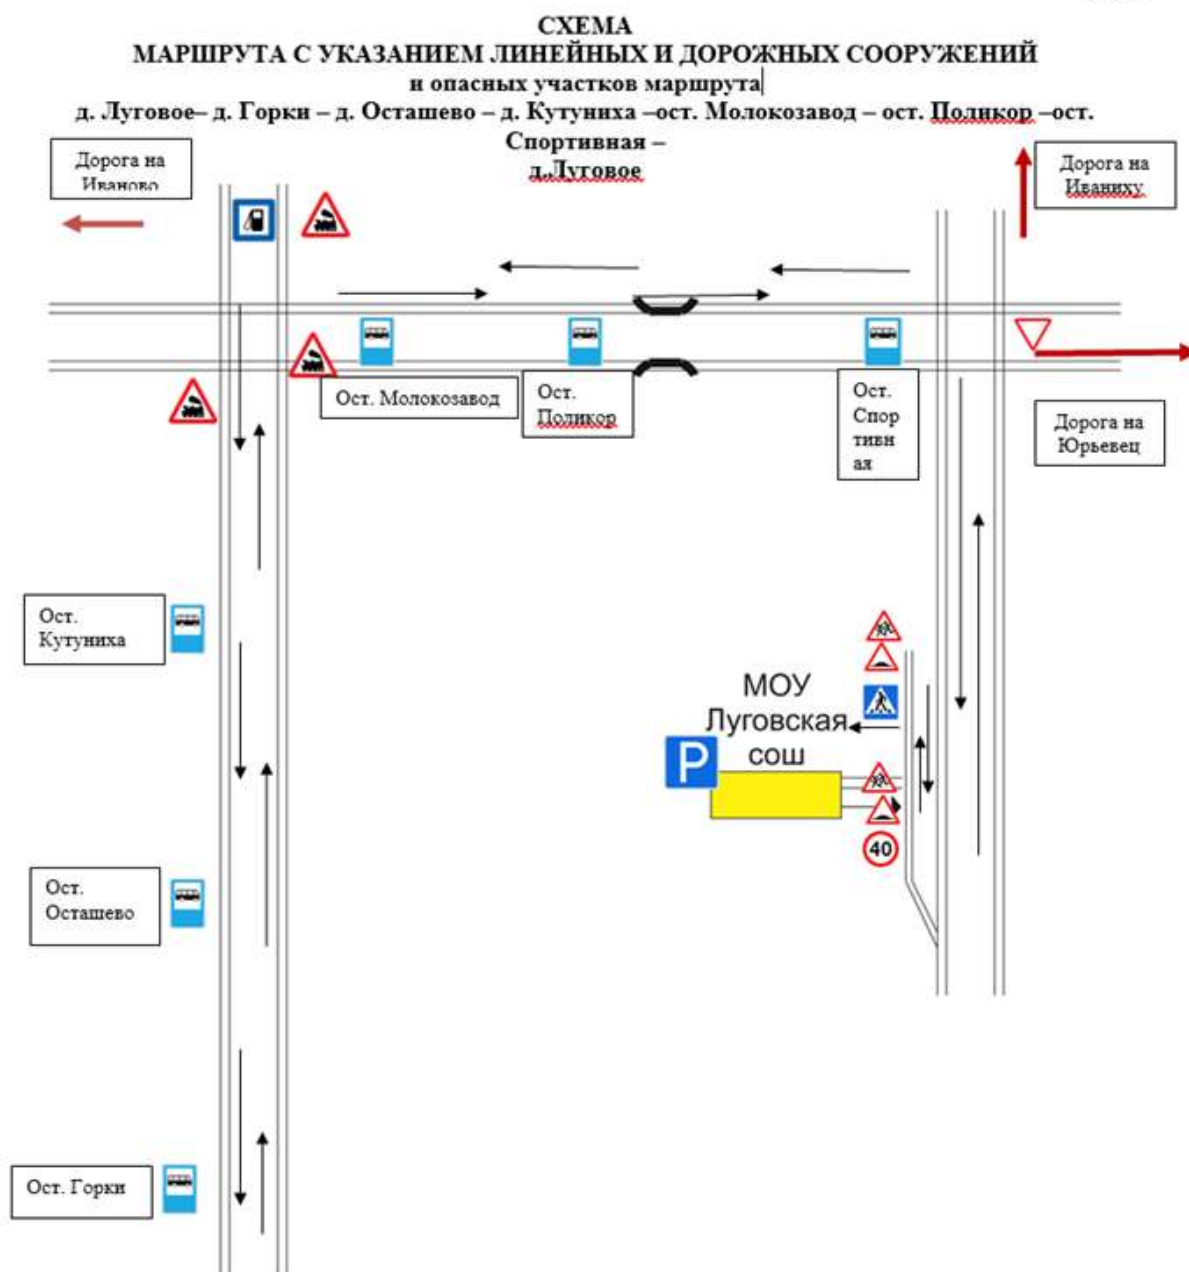 СХЕМА
МАРШРУТА С УКАЗАНИЕМ ЛИНЕЙНЫХ И ДОРОЖНЫХ СООРУЖЕНИЙ
и опасных участков маршрута
д. Луговое– д. Горки – д. Осташево – д. Кутуниха –ост. Молокозавод – ост. Поликор –ост.
Спортивная –
д..Луговое
Дорога на
Иваново
Дорога на
Иваниху
Ост. Молокозавод
Ост.
Поликор
Ост.
Спор
тивн
ая
Дорога на
Юрьевец
Ост.
Кутуниха
МОУ
Луговская
сош
P
40
Ост.
Осташево
Ост. Горки